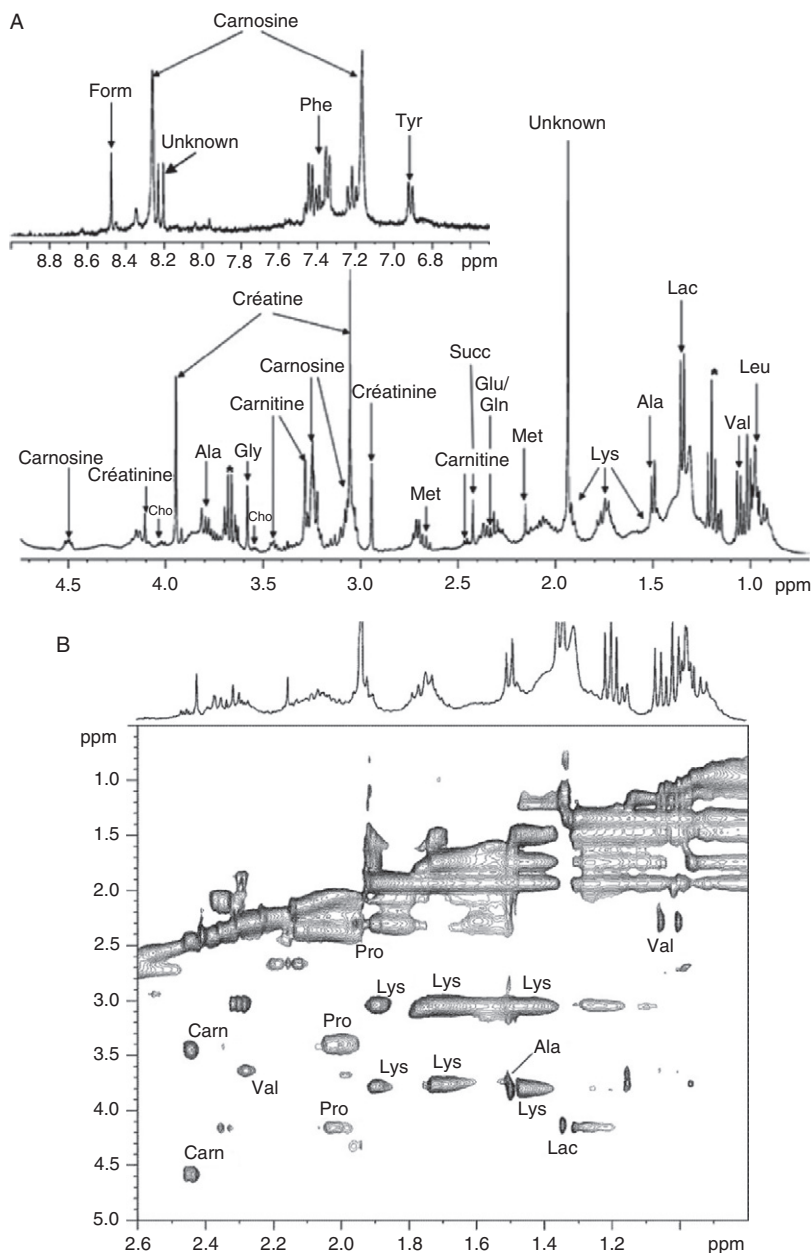 A
Carnosine
Form
Unknown
Phe
Tyr
8.8 8.6 8.4 8.2 8.0 7.8 7.6 7.4 7.2 7.0 6.8 ppm
Unknown
Créatine
Lac
Succ
Carnosine
Glu/
Gln
Leu
Carnitine
Créatinine
Ala
Val
Met
Lys
Carnitine
Carnosine
Créatinine
Ala
*
Gly
Cho
Cho
Met
*
4.5 4.0 3.5 3.0 2.5 2.0 1.5 1.0 ppm
B
ppm
1.0
1.5
2.0
2.5
Pro
Val
3.0
Lys
Lys
Lys
Carn
Pro
3.5
Ala
Val
Lys
Lys
Lys
4.0
Pro
Lac
Carn
4.5
5.0
2.6 2.4 2.2 2.0 1.8 1.6 1.4 1.2 ppm